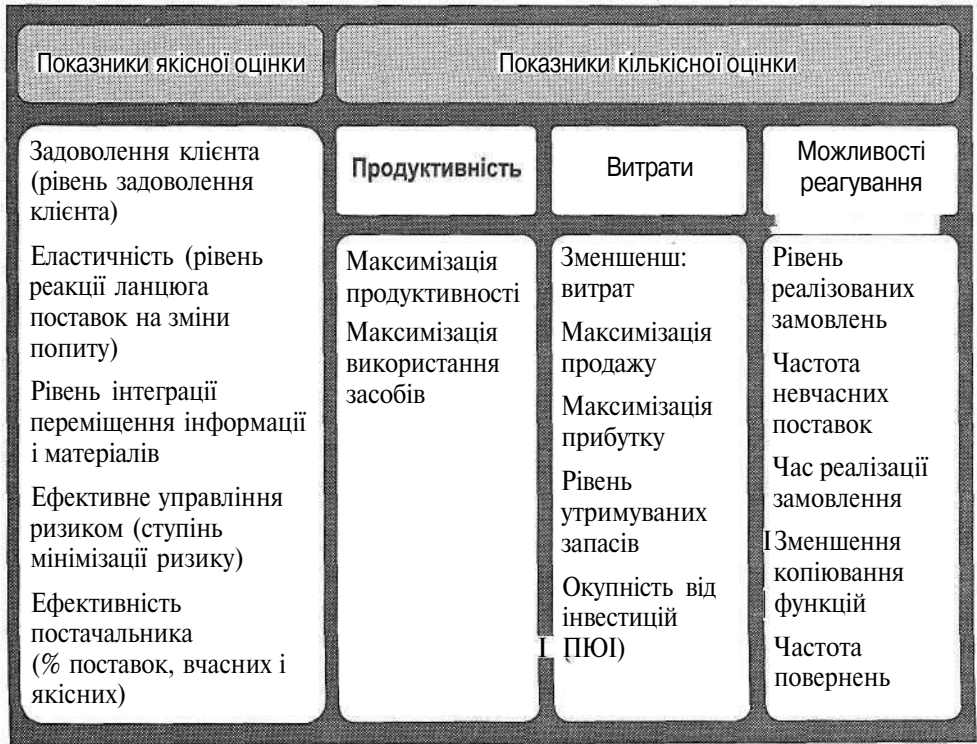 Показники якісної оцінки
Показники кількісної оцінки
Задоволення клієнта
(рівень задоволення
клієнта)
Еластичність (рівень
реакції ланцюга
поставок на зміни
попиту)
Рівень інтеграції
переміщення інформації
і матеріалів
Ефективне управління
ризиком (ступінь
мінімізації ризику)
Ефективність
постачальника
(% поставок, вчасних і
якісних)
Продуктивність
Максимізація
продуктивності
Максимізація
використання
засобів
Витрати
Зменшенш:
витрат
Максимізація
продажу
Максимізація
прибутку
Рівень
утримуваних
запасів
Окупність від
інвестицій
І ПЮІ)
Можливості
реагування
Рівень
реалізованих
замовлень
Частота
невчасних
поставок
Час реалізації
замовлення
І Зменшення
копіювання
функцій
Частота
повернень